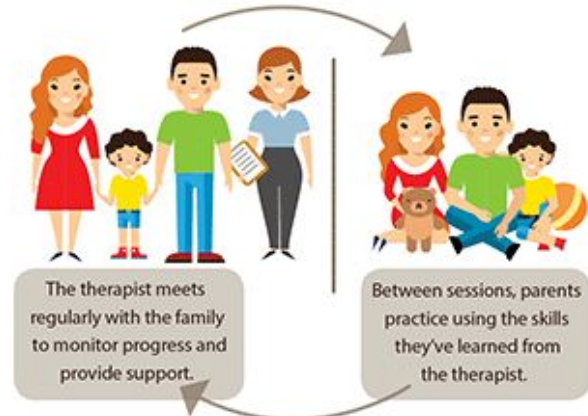 The therapist meets
regularly with the family
to monitor progress and
provide support.
Between sessions, parents
practice using the skills
they've learned from
the therapist.